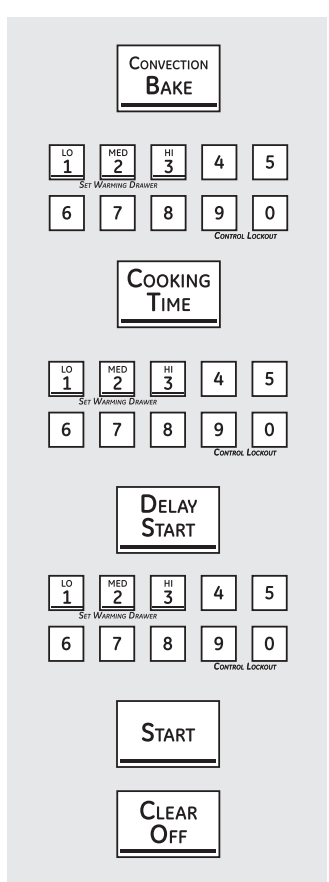 CONVECTION
BAKE
LO MED HI
1 2 3 4 5
SET WARMING DRAWER
6 7 8 9 0
CONTROL LOCKOUT
COOKING
TIME
LO MED HI
1 2 3 4 5
SET WARMING DRAWER
6 7 8 9 0
CONTROL LOCKOUT
DELAY
START
LO MED HI
1 2 3 4 5
SET WARMING DRAWER
6 7 8 9 0
CONTROL LOCKOUT
START
CLEAR
OFF